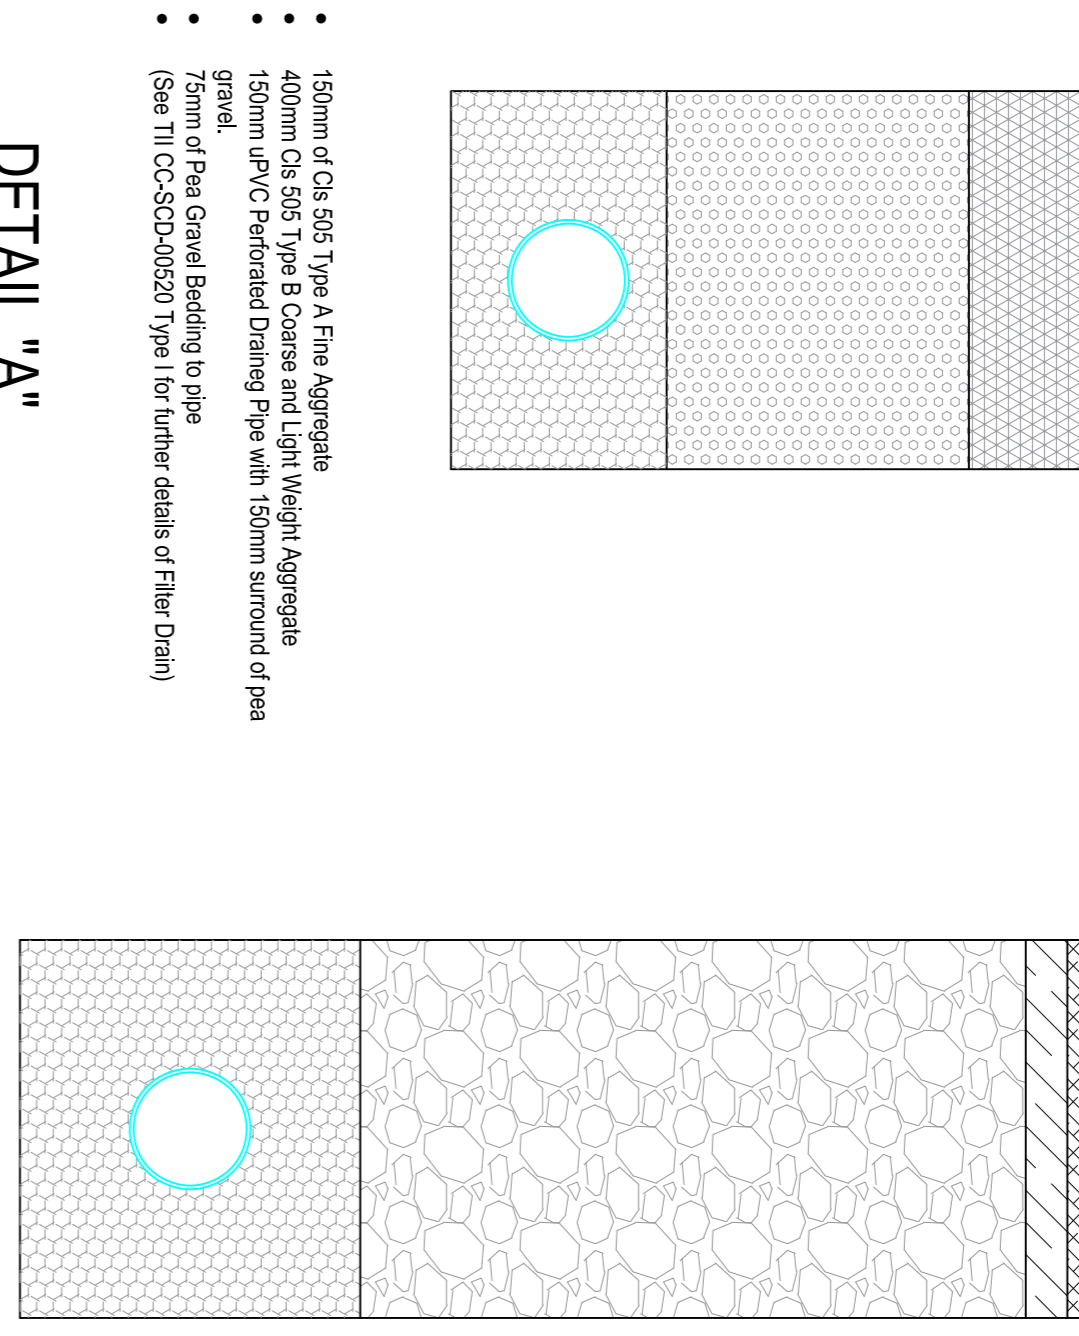 • 150mm of Cls 505 Type A Fine Aggregate
• 400mm Cls 505 Type B Coarse and Light Weight Aggregate
• 150mm uPVC Perforated Draineg Pipe with 150mm surround of pea
gravel.
• 75mm of Pea Gravel Bedding to pipe
• (See TII CC-SCD-00520 Type I for further details of Filter Drain)
DETAIL "A"